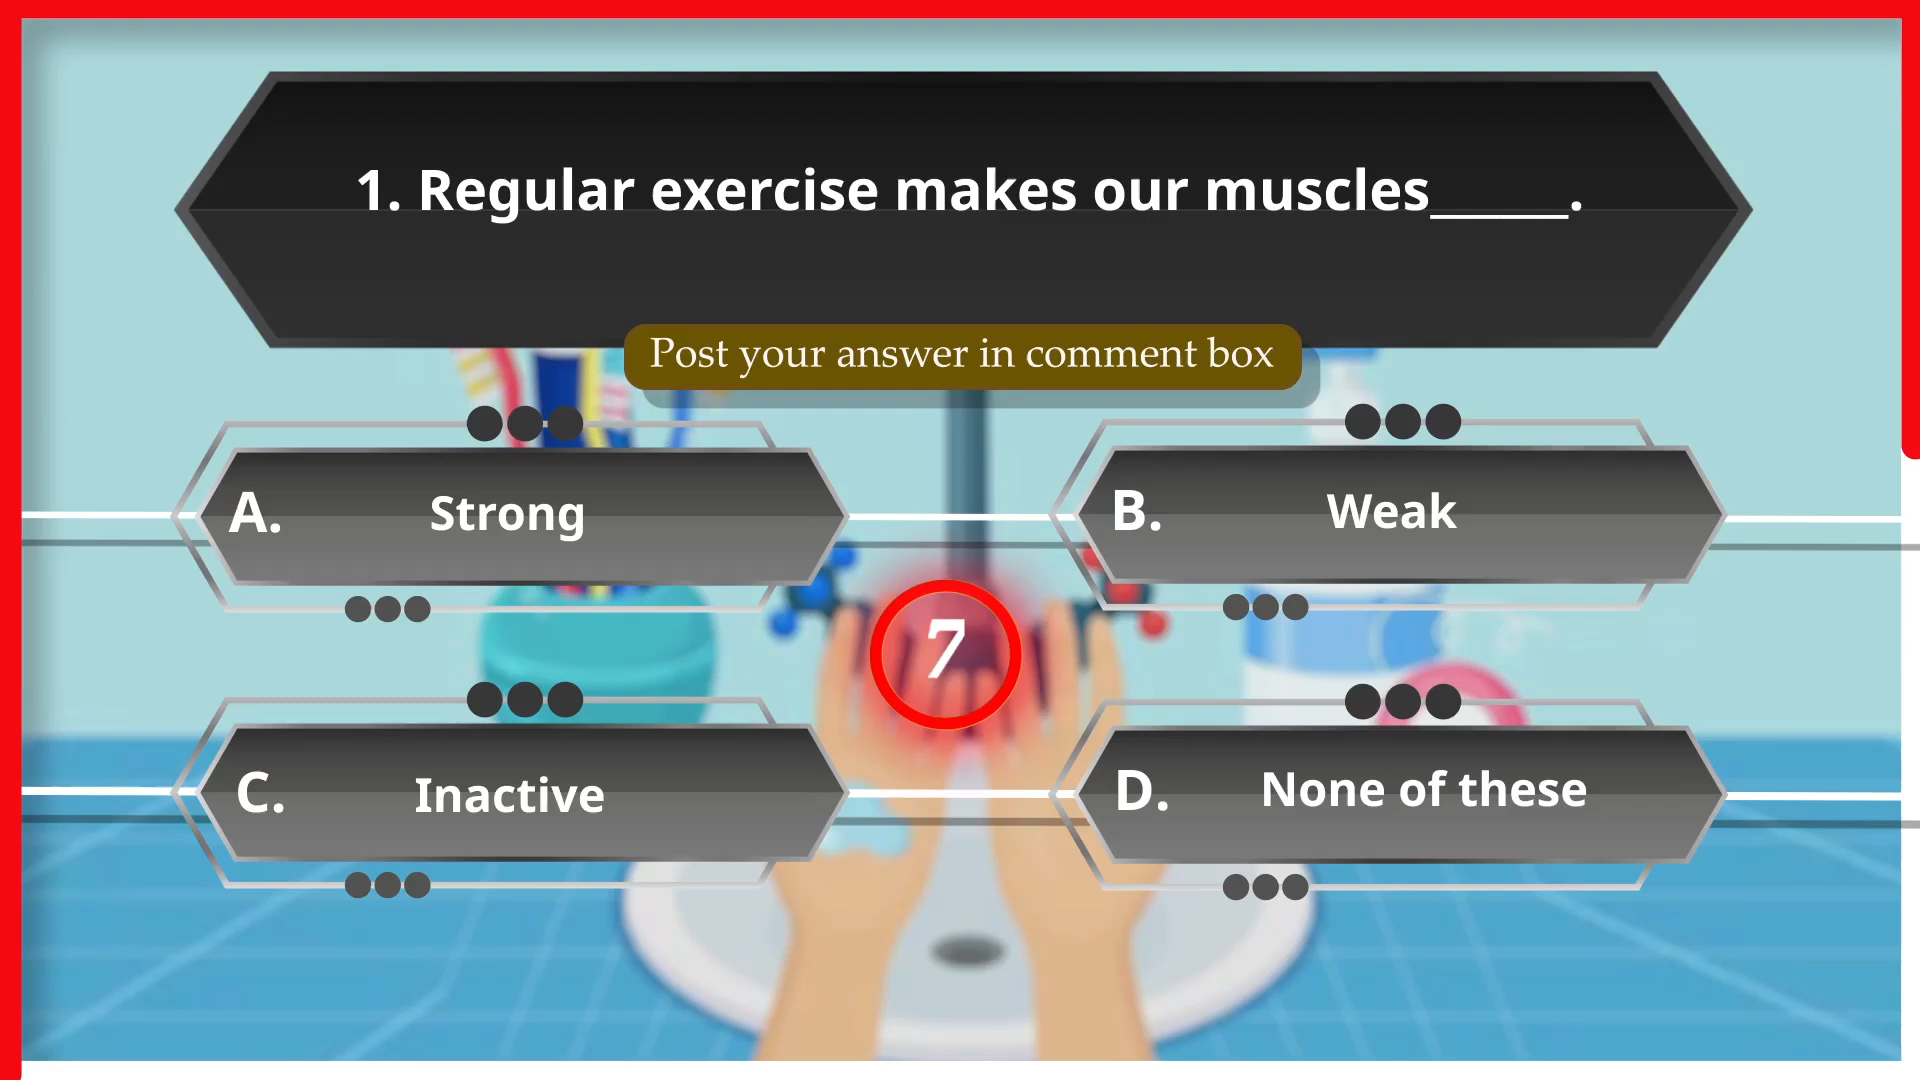 1. Regular exercise makes our muscles_____.
Post your answer in comment box
A. Strong
B. Weak
7
C. Inactive
D. None of these